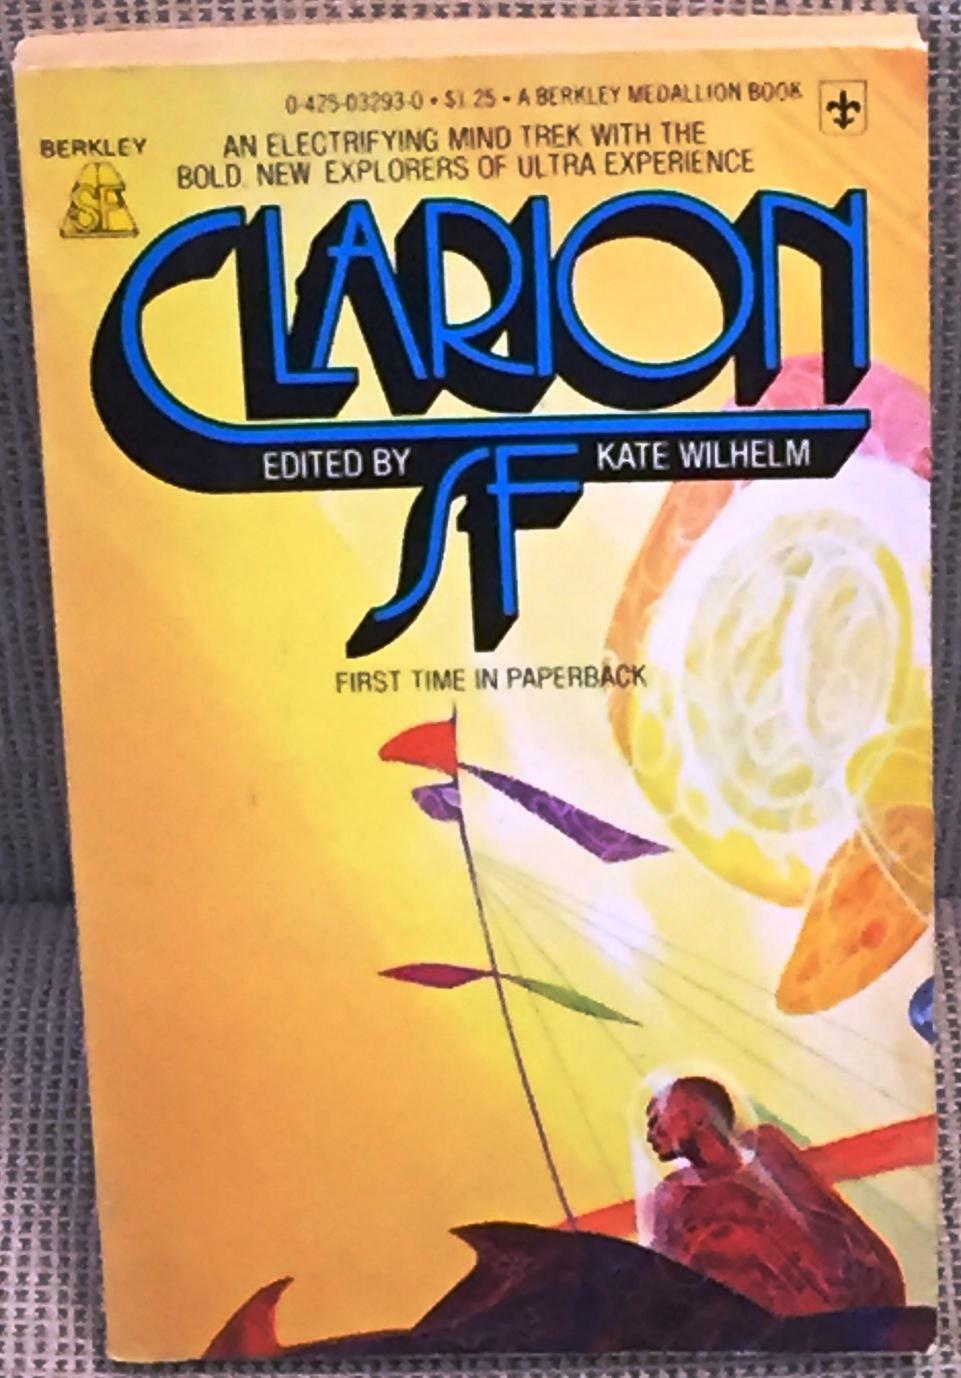 0-425-03293-0 • $1.25 • A BERKLEY MEDALLION BOOK
BERKLEY
SF
AN ELECTRIFYING MIND TREK WITH THE
BOLD, NEW EXPLORERS OF ULTRA EXPERIENCE
CLARION
EDITED BY KATE WILHELM
SF
FIRST TIME IN PAPERBACK